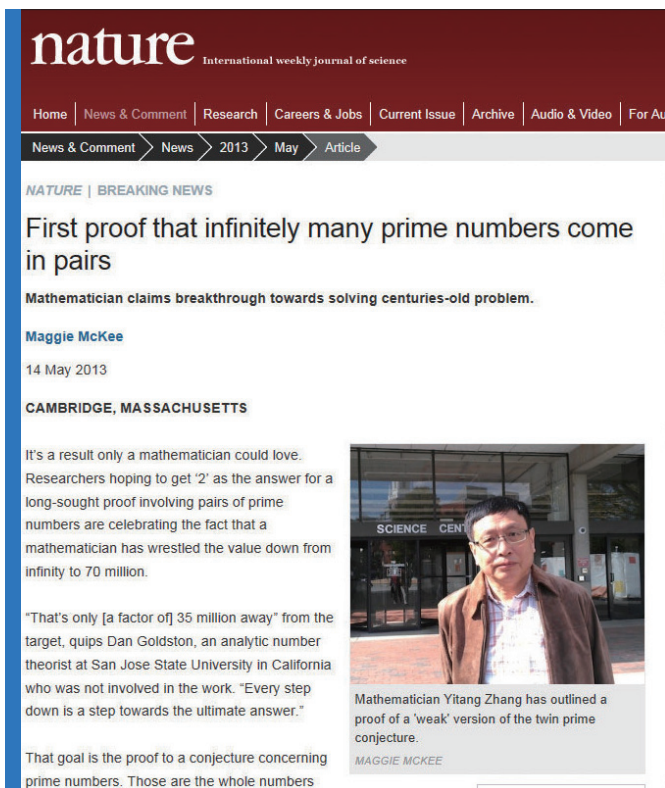 nature International weekly journal of science
Home News & Comment Research Careers & Jobs Current Issue Archive Audio & Video For Au
News & Comment News 2013 May Article
NATURE | BREAKING NEWS
First proof that infinitely many prime numbers come
in pairs
Mathematician claims breakthrough towards solving centuries-old problem.
Maggie McKee
14 May 2013
CAMBRIDGE, MASSACHUSETTS
It's a result only a mathematician could love.
Researchers hoping to get ‘2’ as the answer for a
long-sought proof involving pairs of prime
numbers are celebrating the fact that a
mathematician has wrestled the value down from
infinity to 70 million.
“That's only [a factor of] 35 million away” from the
target, quips Dan Goldston, an analytic number
theorist at San Jose State University in California
who was not involved in the work. “Every step
down is a step towards the ultimate answer.”
That goal is the proof to a conjecture concerning
prime numbers. Those are the whole numbers
SCIENCE CENT
Mathematician Yitang Zhang has outlined a
proof of a 'weak' version of the twin prime
conjecture.
MAGGIE MCKEE